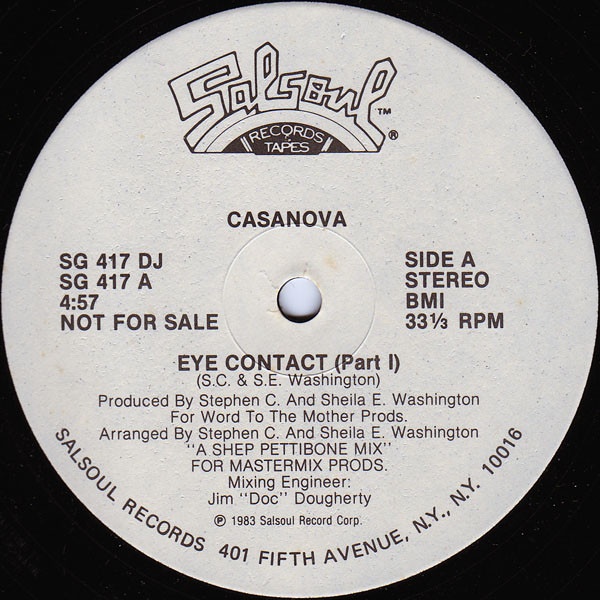 Salsoul™
RECORDS & TAPES ®
CASANOVA
SG 417 DJ
SG 417 A
4:57
NOT FOR SALE
SIDE A
STEREO
BMI
33⅓ RPM
EYE CONTACT (Part I)
(S.C. & S.E. Washington)
Produced By Stephen C. And Sheila E. Washington
For Word To The Mother Prods.
Arranged By Stephen C. And Sheila E. Washington
"A SHEP PETTIBONE MIX"
FOR MASTERMIX PRODS.
Mixing Engineer:
Jim "Doc" Dougherty
℗ 1983 Salsoul Record Corp.
SALSOUL RECORDS 401 FIFTH AVENUE, N.Y., N.Y. 10016